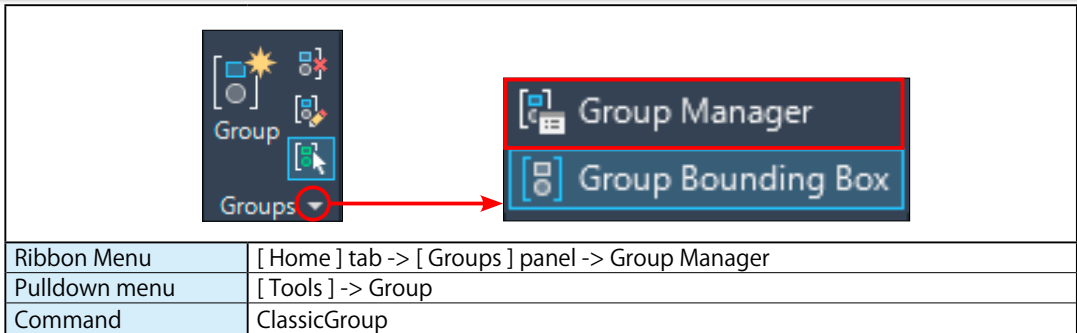 Group
Groups
Group Manager
Group Bounding Box
Ribbon Menu [ Home ] tab -> [ Groups ] panel -> Group Manager
Pulldown menu [ Tools ] -> Group
Command ClassicGroup